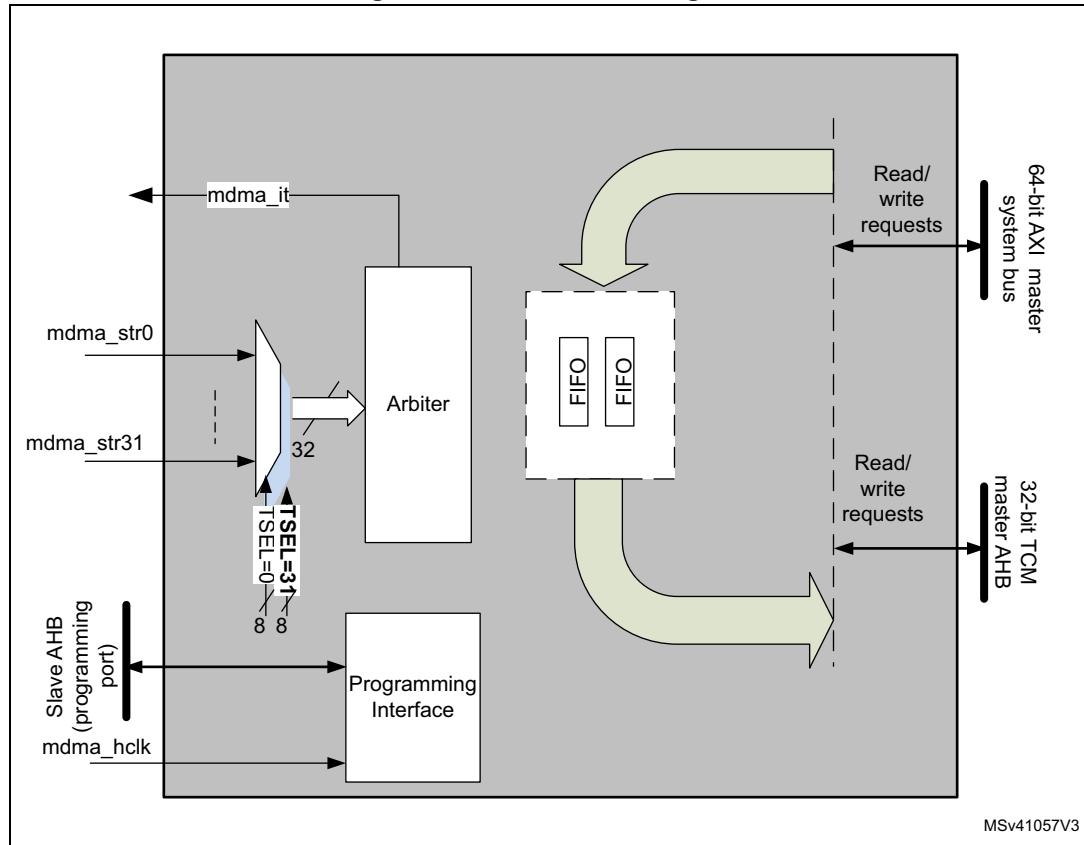 mdma_it
mdma_str0
mdma_str31
32
Arbiter
TSEL=0
TSEL=31
8
8
FIFO
FIFO
Read/
write
requests
64-bit AXI master
system bus
Read/
write
requests
32-bit TCM
master AHB
Slave AHB
(programming
port)
mdma_hclk
Programming
Interface
MSv41057V3